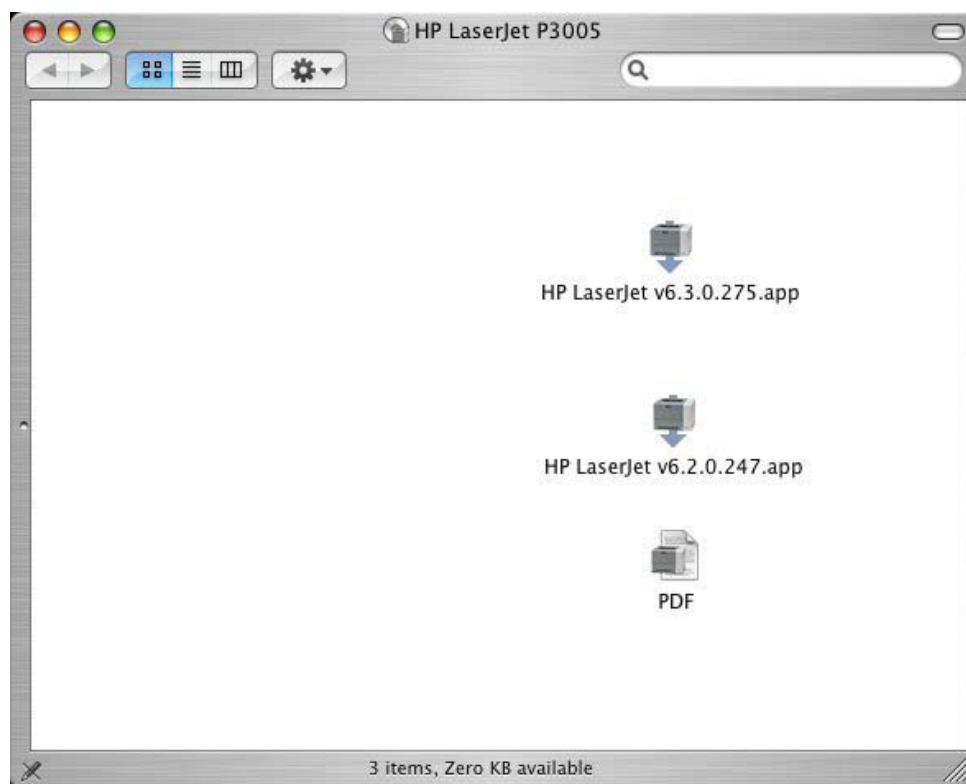 HP LaserJet P3005
HP LaserJet v6.3.0.275.app
HP LaserJet v6.2.0.247.app
PDF
3 items, Zero KB available